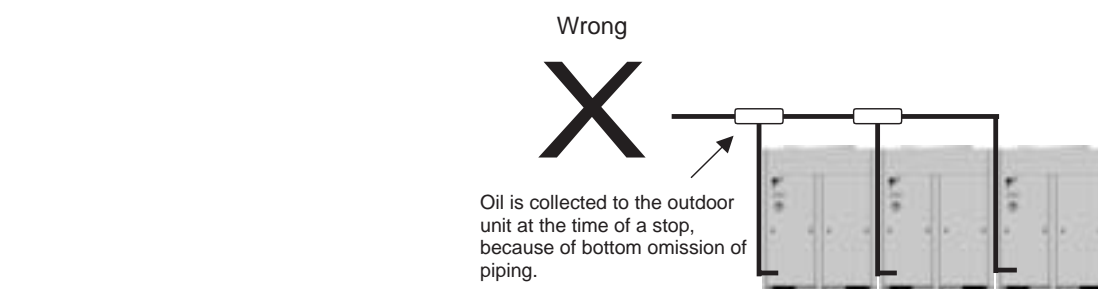 Wrong
Oil is collected to the outdoor
unit at the time of a stop,
because of bottom omission of
piping.